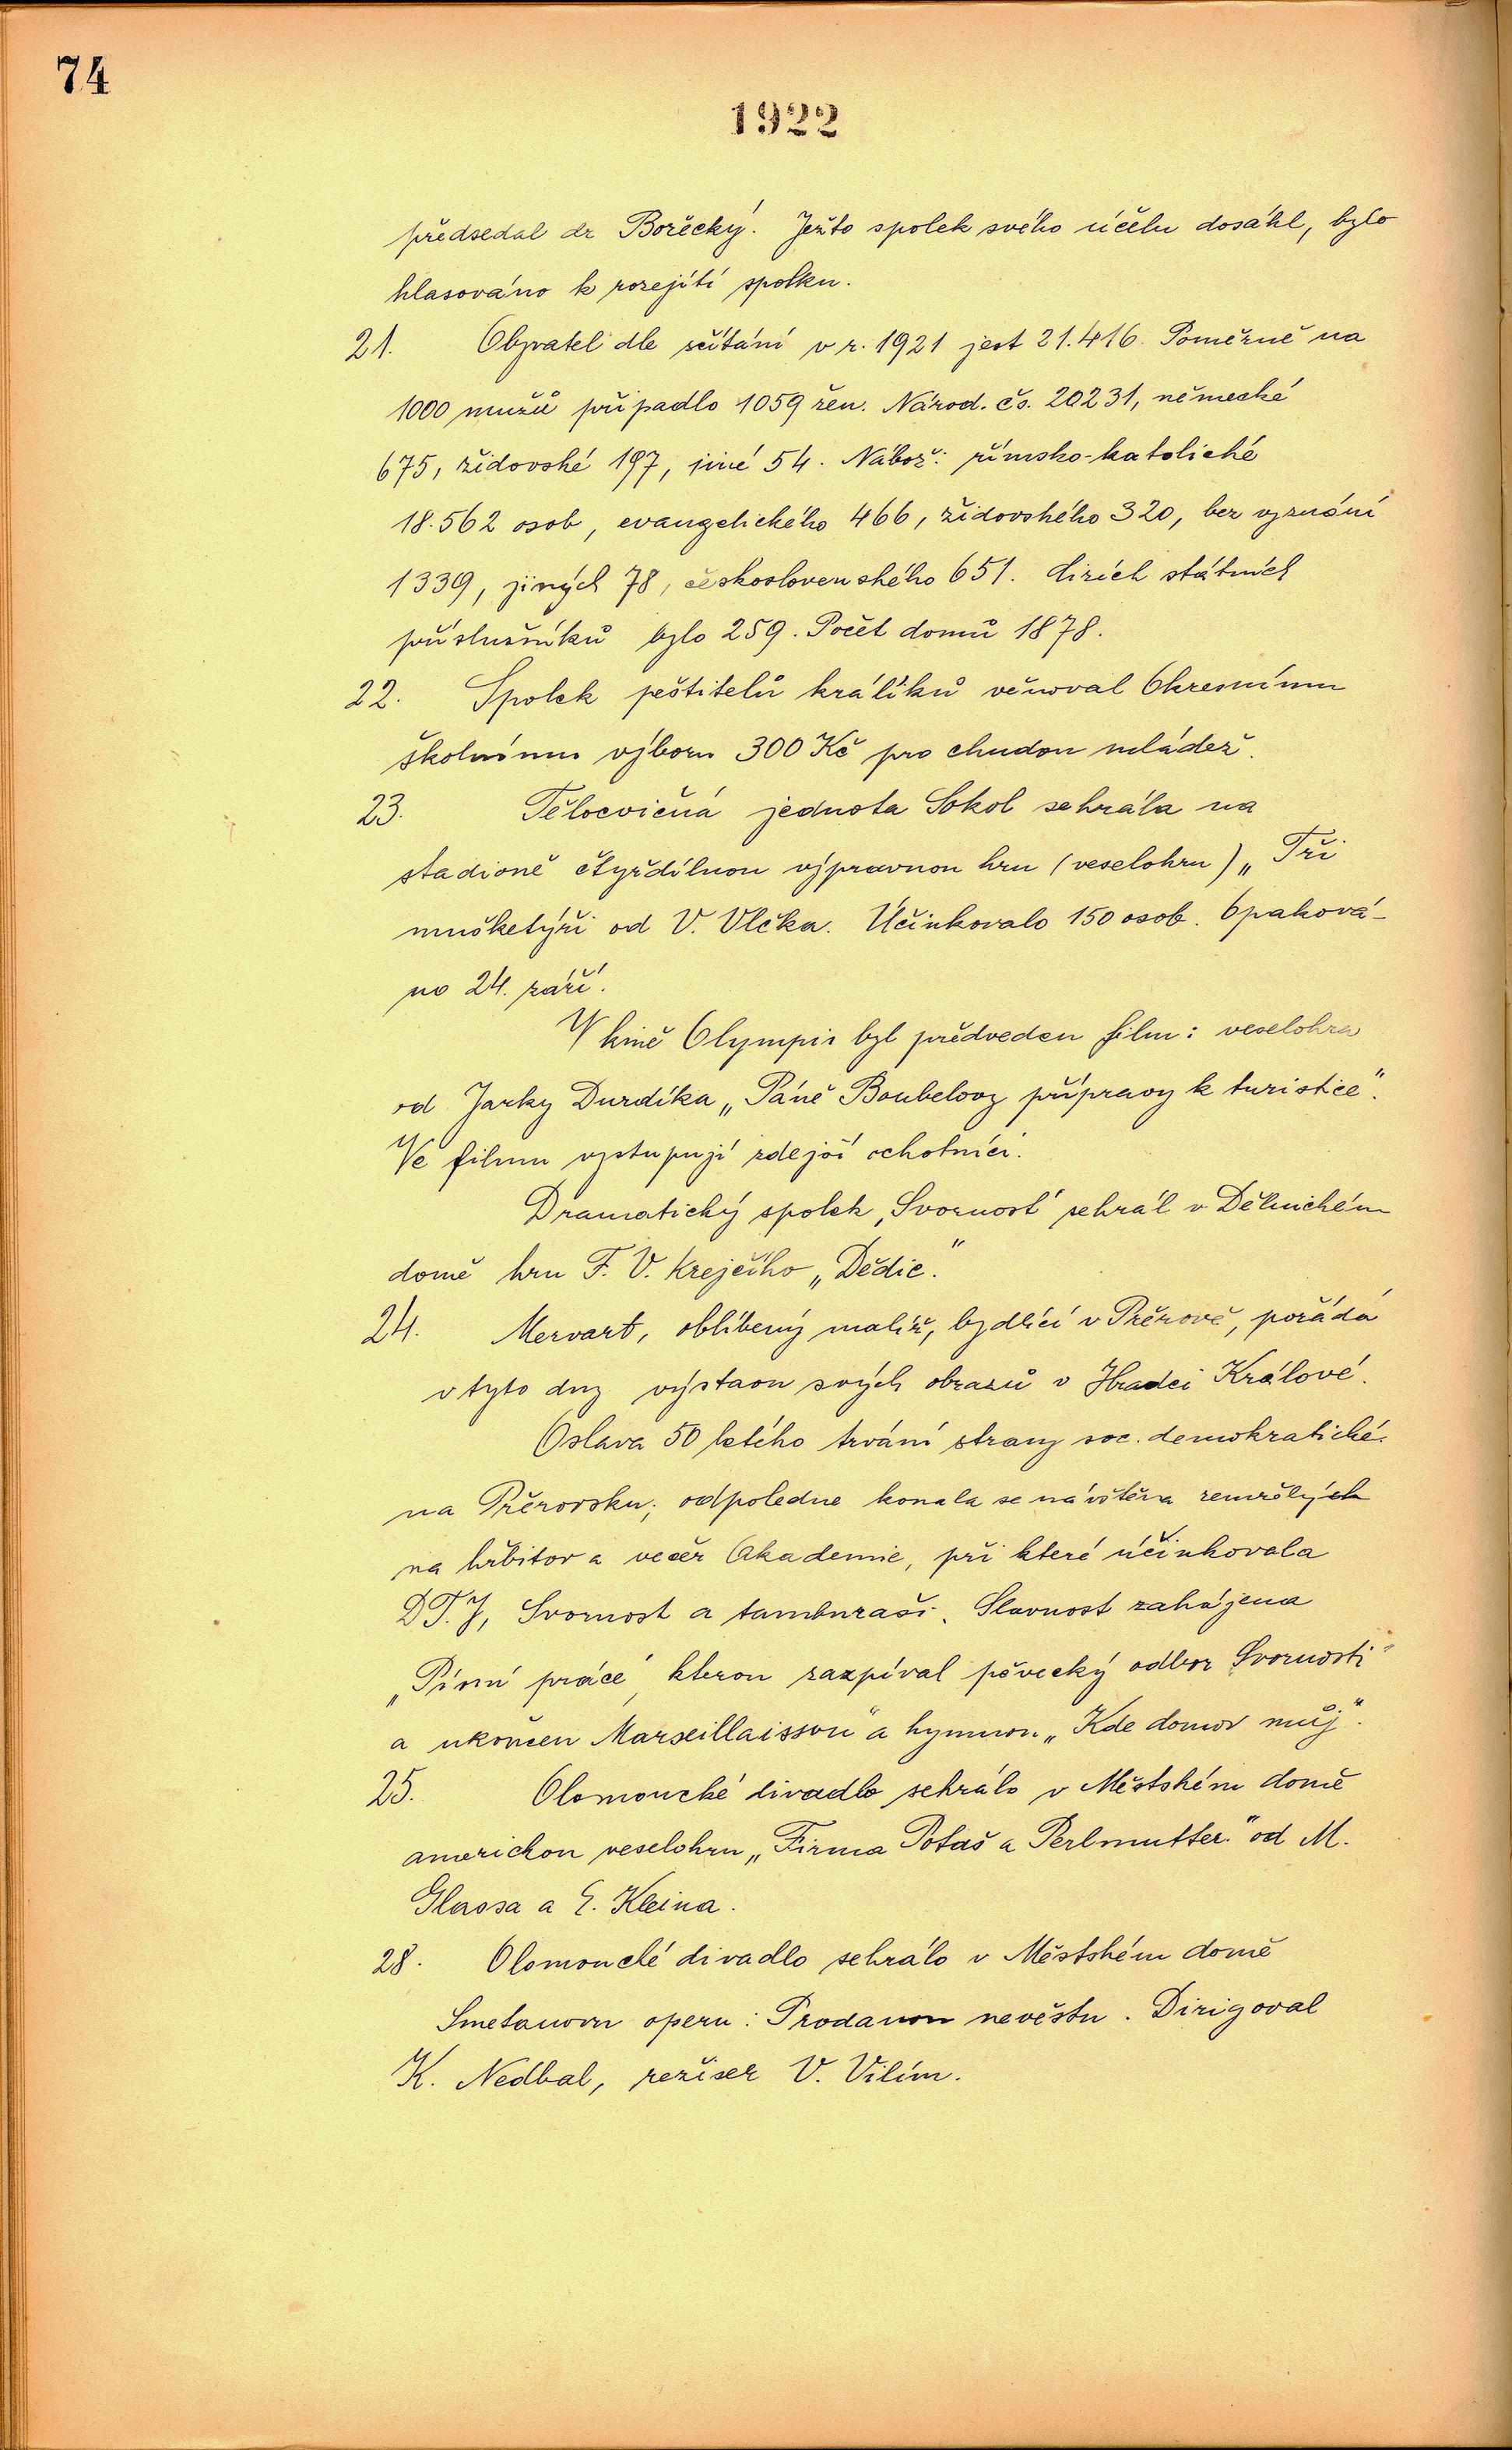 74
1922
předsedal dr Bořecký. Ježto spolek svého účelu dosáhl, bylo
hlasováno k rozejítí spolku.
21. Obyvatel dle sčítání v r. 1921 jest 21.416. Poměrně na
1000 mužů připadlo 1059 žen. Národ. čs. 20231, německé
675, židovské 197, jiné 54. Nábož: římsko-katolické
18.562 osob, evangelického 466, židovského 320, bez vyznání
1339, jiných 78, československého 651. Cizích státních
příslušníků bylo 259. Počet domů 1878.
22. Spolek pěstitelů králíků věnoval Okresnímu
školnímu výboru 300 Kč pro chudou mládež.
23. Tělocvičná jednota Sokol sehrála na
stadioně čtyřdílnou výpravnou hru (veselohru) „Tři
mušketýři od V. Vlčka. Účinkovalo 150 osob. Opaková-
no 24. září.
V kině Olympii byl předveden film: veselohra
od Jarky Durdíka „Páně Boubelovy přípravy k turistice".
Ve filmu vystupují zdejší ochotníci.
Dramatický spolek ‚Svornost' sehrál v Dělnickém
domě hru F. V. Krejčího „Dědic."
24. Mervart, oblíbený malíř, bydlící v Přerově, pořádá
v tyto dny výstavu svých obrazů v Hradci Králové.
Oslava 50 letého trvání strany soc. demokratické
na Přerovsku; odpoledne konala se návštěva zemřelých
na hřbitov a večer Akademie, při které účinkovala
D.T.J, Svornost a tamburaši. Slavnost zahájena
„Písní práce' kterou zazpíval pěvecký odbor Svornosti"
a ukončen Marseillaissou" a hymnou „Kde domov můj".
25. Olomoucké divadlo sehrálo v Městském domě
americkou veselohru „Firma Potaš a Perlmutter." od M.
Glassa a E. Kleina.
28. Olomoucké divadlo sehrálo v Městském domě
Smetanovu operu: Prodanou nevěstu. Dirigoval
K. Nedbal, režiser V. Vilím.